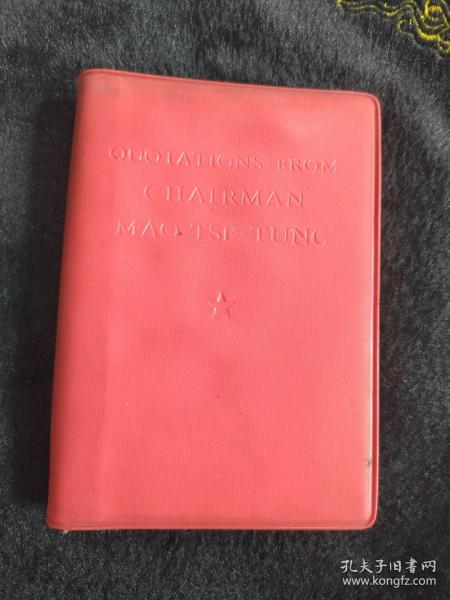 QUOTATIONS FROM
CHAIRMAN
MAO TSE-TUNG
孔夫子旧书网
www.kongfz.com